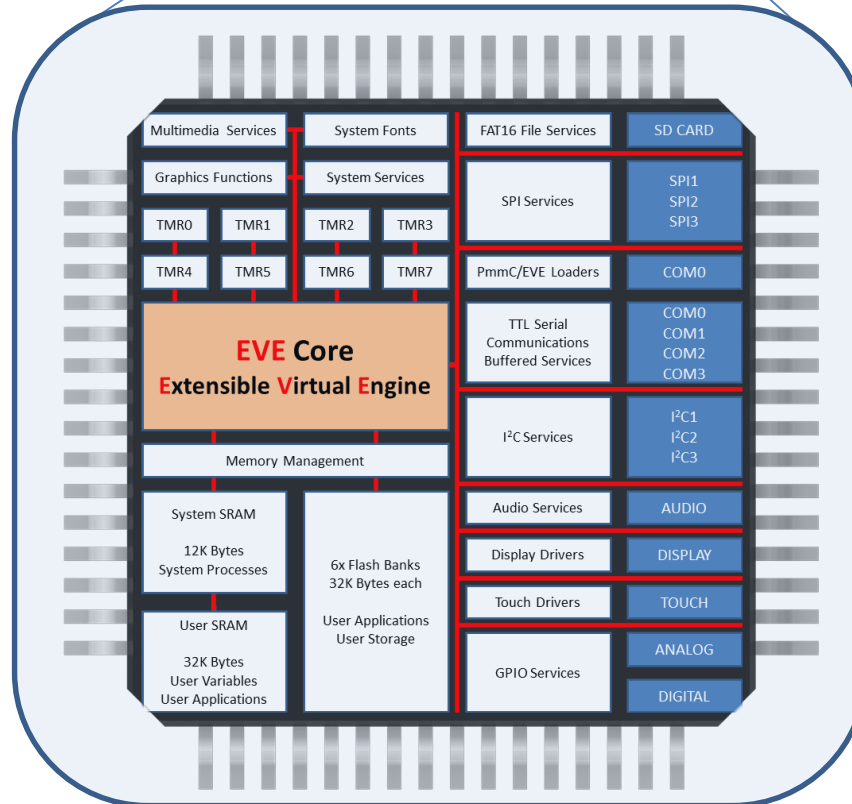 Multimedia Services
System Fonts
FAT16 File Services
SD CARD
Graphics Functions
System Services
SPI Services
SPI1
SPI2
SPI3
TMR0
TMR1
TMR2
TMR3
TMR4
TMR5
TMR6
TMR7
PmmC/EVE Loaders
COM0
EVE Core
Extensible Virtual Engine
TTL Serial
Communications
Buffered Services
COM0
COM1
COM2
COM3
I²C Services
I²C1
I²C2
I²C3
Memory Management
System SRAM
12K Bytes
System Processes
6x Flash Banks
32K Bytes each
User Applications
User Storage
User SRAM
32K Bytes
User Variables
User Applications
Audio Services
AUDIO
Display Drivers
DISPLAY
Touch Drivers
TOUCH
GPIO Services
ANALOG
DIGITAL